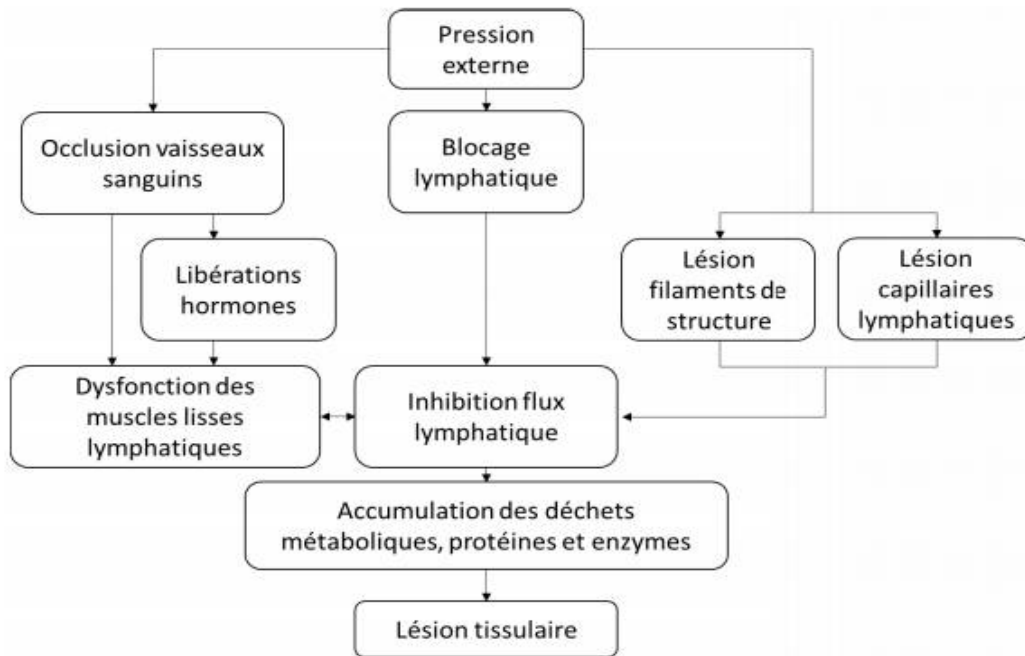 Pression
externe
Occlusion vaisseaux
sanguins
Blocage
lymphatique
Libérations
hormones
Lésion
filaments de
structure
Lésion
capillaires
lymphatiques
Dysfonction des
muscles lisses
lymphatiques
Inhibition flux
lymphatique
Accumulation des déchets
métaboliques, protéines et enzymes
Lésion tissulaire